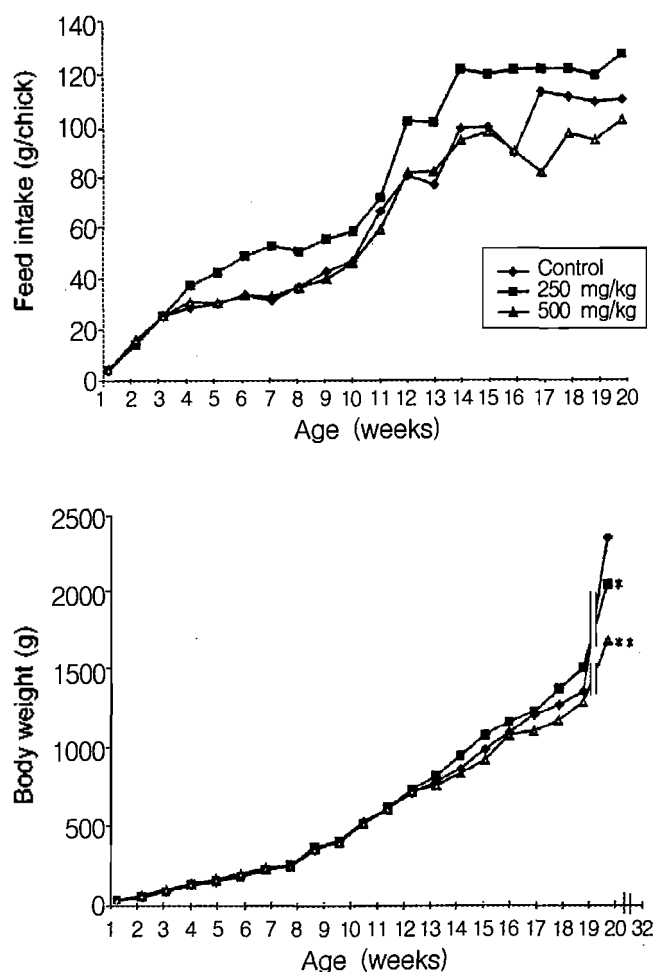 140
120
100
80
60
40
20
0
Feed intake (g/chick)
Control
250 mg/kg
500 mg/kg
1 2 3 4 5 6 7 8 9 10 11 12 13 14 15 16 17 18 19 20
Age (weeks)
2500
2000
1500
1000
500
0
Body weight (g)
*
**
1 2 3 4 5 6 7 8 9 10 11 12 13 14 15 16 17 18 19 20 32
Age (weeks)